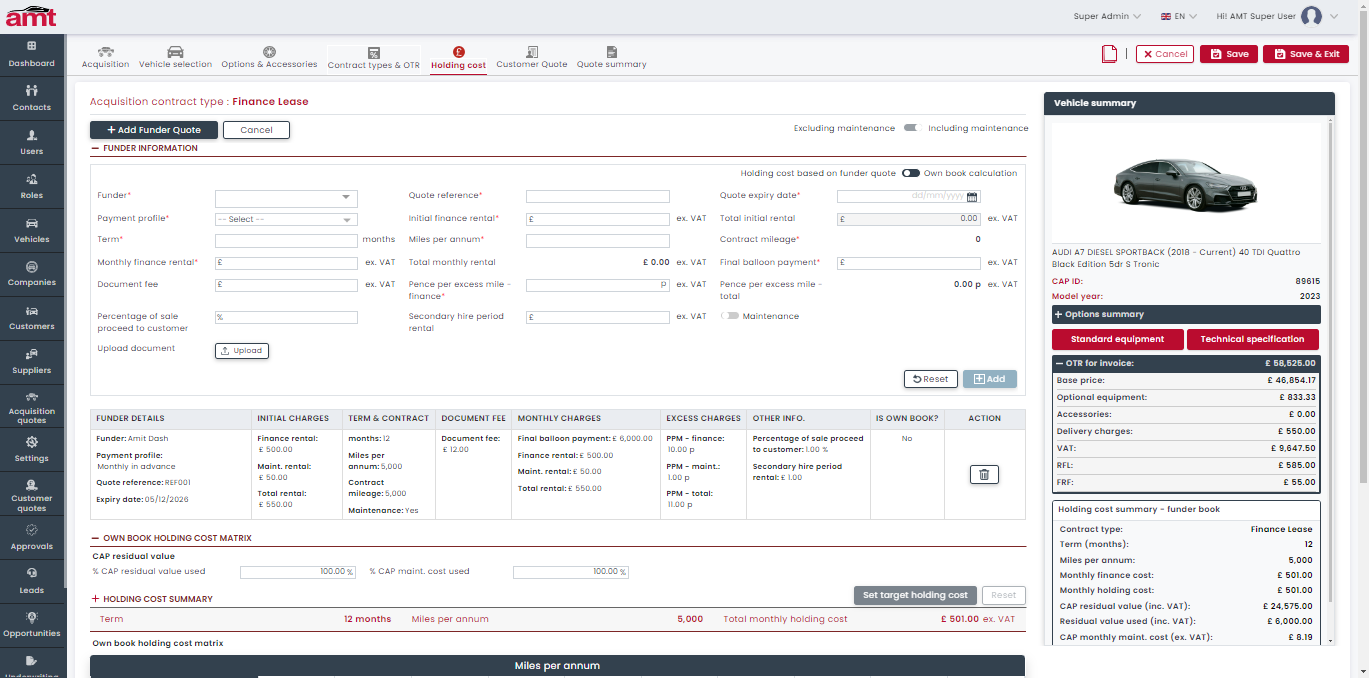 amt
Super Admin
EN
Hi! AMT Super User
Dashboard
Contacts
Users
Roles
Vehicles
Companies
Customers
Suppliers
Acquisition
quotes
Settings
Customer
quotes
Approvals
Leads
Opportunities
Underwriting
Acquisition
Vehicle selection
Options & Accessories
Contract types & OTR
Holding cost
Customer Quote
Quote summary
Cancel
Save
Save & Exit
Acquisition contract type : Finance Lease
+ Add Funder Quote
Cancel
Excluding maintenance
Including maintenance
FUNDER INFORMATION
Holding cost based on funder quote
Own book calculation
Funder*
Quote reference*
Quote expiry date*
dd/mm/yyyy
Payment profile*
-- Select --
Initial finance rental*
£
ex. VAT
Total initial rental
£ 0.00
ex. VAT
Term*
months
Miles per annum*
Contract mileage*
0
Monthly finance rental*
£
ex. VAT
Total monthly rental
£ 0.00 ex. VAT
Final balloon payment*
£
ex. VAT
Document fee
£
ex. VAT
Pence per excess mile -
finance*
p
ex. VAT
Pence per excess mile -
total
0.00 p ex. VAT
Percentage of sale
proceed to customer
%
Secondary hire period
rental
£
ex. VAT
Maintenance
Upload document
Upload
Reset
Add
FUNDER DETAILS
INITIAL CHARGES
TERM & CONTRACT
DOCUMENT FEE
MONTHLY CHARGES
EXCESS CHARGES
OTHER INFO.
IS OWN BOOK?
ACTION
Funder: Amit Dash
Payment profile:
Monthly in advance
Quote reference: REF001
Expiry date: 05/12/2026
Finance rental:
£ 500.00
Maint. rental:
£ 50.00
Total rental:
£ 550.00
months: 12
Miles per
annum: 5,000
Contract
mileage: 5,000
Maintenance: Yes
Document fee:
£ 12.00
Final balloon payment: £ 6,000.00
Finance rental: £ 500.00
Maint. rental: £ 50.00
Total rental: £ 550.00
PPM - finance:
10.00 p
PPM - maint.:
1.00 p
PPM - total:
11.00 p
Percentage of sale proceed
to customer: 1.00 %
Secondary hire period
rental: £ 1.00
No
OWN BOOK HOLDING COST MATRIX
CAP residual value
% CAP residual value used
100.00 %
% CAP maint. cost used
100.00 %
HOLDING COST SUMMARY
Set target holding cost
Reset
Term
12 months
Miles per annum
5,000
Total monthly holding cost
£ 501.00 ex. VAT
Own book holding cost matrix
Miles per annum
Vehicle summary
AUDI A7 DIESEL SPORTBACK (2018 - Current) 40 TDI Quattro
Black Edition 5dr S Tronic
CAP ID: 89615
Model year: 2023
+ Options summary
Standard equipment
Technical specification
OTR for invoice: £ 58,525.00
Base price: £ 46,854.17
Optional equipment: £ 833.33
Accessories: £ 0.00
Delivery charges: £ 550.00
VAT: £ 9,647.50
RFL: £ 585.00
FRF: £ 55.00
Holding cost summary - funder book
Contract type: Finance Lease
Term (months): 12
Miles per annum: 5,000
Monthly finance cost: £ 501.00
Monthly holding cost: £ 501.00
CAP residual value (inc. VAT): £ 24,575.00
Residual value used (inc. VAT): £ 6,000.00
CAP monthly maint. cost (ex. VAT): £ 8.19